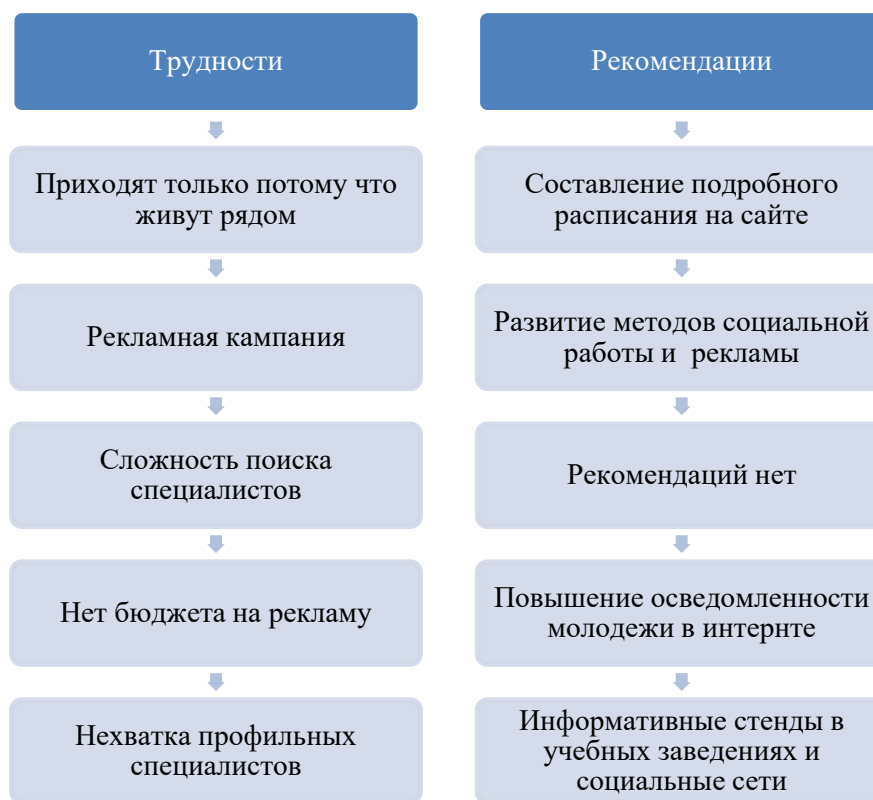 Трудности
Приходят только потому что
живут рядом
Рекламная кампания
Сложность поиска
специалистов
Нет бюджета на рекламу
Нехватка профильных
специалистов
Рекомендации
Составление подробного
расписания на сайте
Развитие методов социальной
работы и рекламы
Рекомендаций нет
Повышение осведомленности
молодежи в интернте
Информативные стенды в
учебных заведениях и
социальные сети